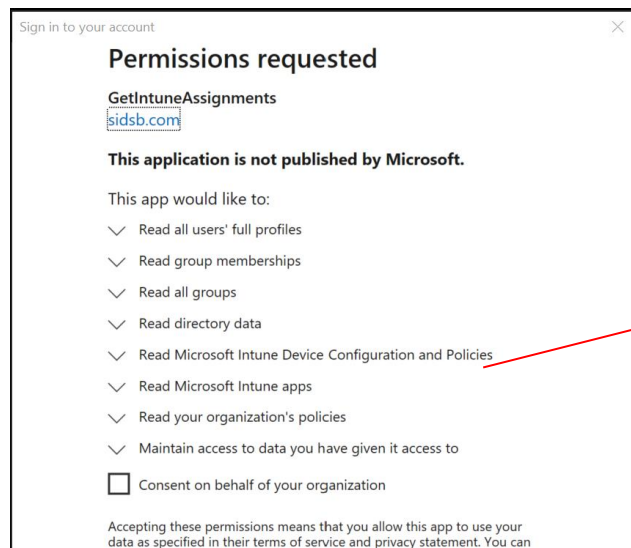 Sign in to your account
Permissions requested
GetIntuneAssignments
sidsb.com
This application is not published by Microsoft.
This app would like to:
Read all users' full profiles
Read group memberships
Read all groups
Read directory data
Read Microsoft Intune Device Configuration and Policies
Read Microsoft Intune apps
Read your organization's policies
Maintain access to data you have given it access to
Consent on behalf of your organization
Accepting these permissions means that you allow this app to use your
data as specified in their terms of service and privacy statement. You can